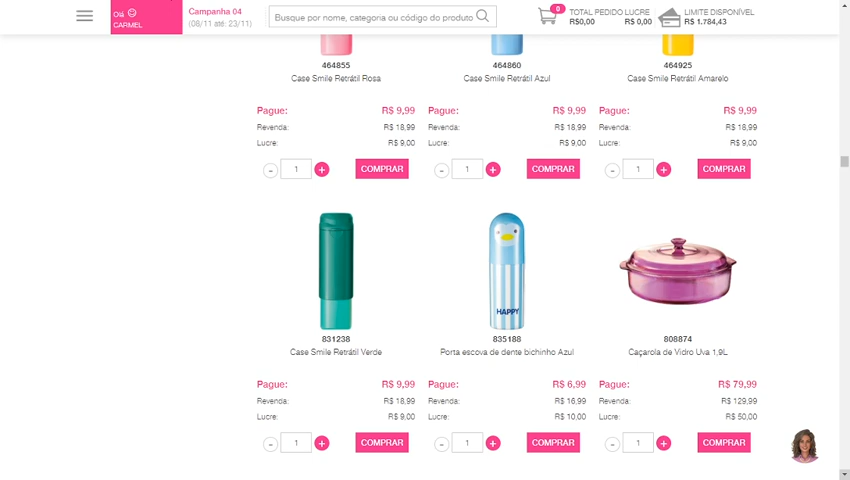 Olá
CARMEL
Campanha 04
(08/11 até: 23/11)
Busque por nome, categoria ou código do produto
0
TOTAL PEDIDO LUCRE
R$0,00 R$ 0,00
LIMITE DISPONÍVEL
R$ 1.784,43
464855 464860 464925
Case Smile Retrátil Rosa Case Smile Retrátil Azul Case Smile Retrátil Amarelo
Pague: R$ 9,99 Pague: R$ 9,99 Pague: R$ 9,99
Revenda: R$ 18,99 Revenda: R$ 18,99 Revenda: R$ 18,99
Lucre: R$ 9,00 Lucre: R$ 9,00 Lucre: R$ 9,00
- 1 + COMPRAR - 1 + COMPRAR - 1 + COMPRAR
HAPPY
831238 835188 808874
Case Smile Retrátil Verde Porta escova de dente bichinho Azul Caçarola de Vidro Uva 1,9L
Pague: R$ 9,99 Pague: R$ 6,99 Pague: R$ 79,99
Revenda: R$ 18,99 Revenda: R$ 16,99 Revenda: R$ 129,99
Lucre: R$ 9,00 Lucre: R$ 10,00 Lucre: R$ 50,00
- 1 + COMPRAR - 1 + COMPRAR - 1 + COMPRAR